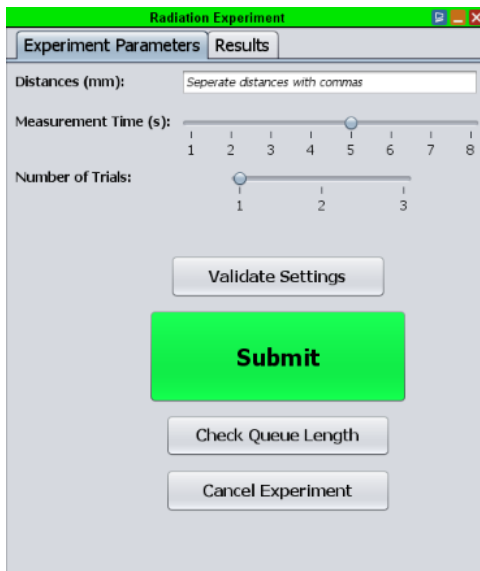 Radiation Experiment
Experiment Parameters Results
Distances (mm): Seperate distances with commas
Measurement Time (s):
1 2 3 4 5 6 7 8
Number of Trials:
1 2 3
Validate Settings
Submit
Check Queue Length
Cancel Experiment